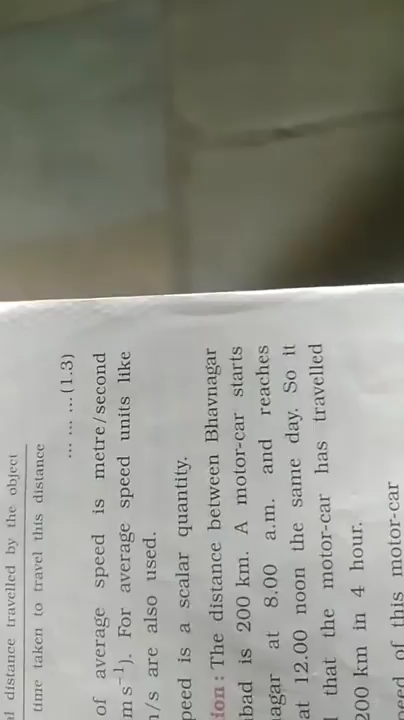 distance travelled by the object
time taken to travel this distance
... ... ...(1.3)
of average speed is metre/second
m s⁻¹). For average speed units like
/s are also used.
peed is a scalar quantity.
ion : The distance between Bhavnagar
bad is 200 km. A motor-car starts
agar at 8.00 a.m. and reaches
at 12.00 noon the same day. So it
that the motor-car has travelled
200 km in 4 hour.
eed of this motor-car